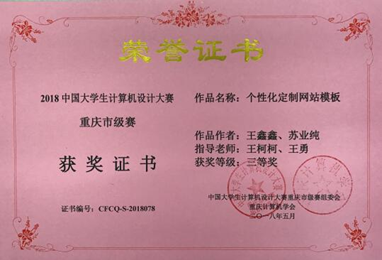 荣誉证书
2018中国大学生计算机设计大赛
重庆市级赛
获奖证书
证书编号：CFCQ-S-2018078
作品名称：个性化定制网站模板
作品作者：王鑫鑫、苏业纯
指导老师：王柯柯、王勇
获奖等级：三等奖
中国大学生计算机设计大赛重庆市级赛组委会
重庆计算机学会
二〇一八年五月